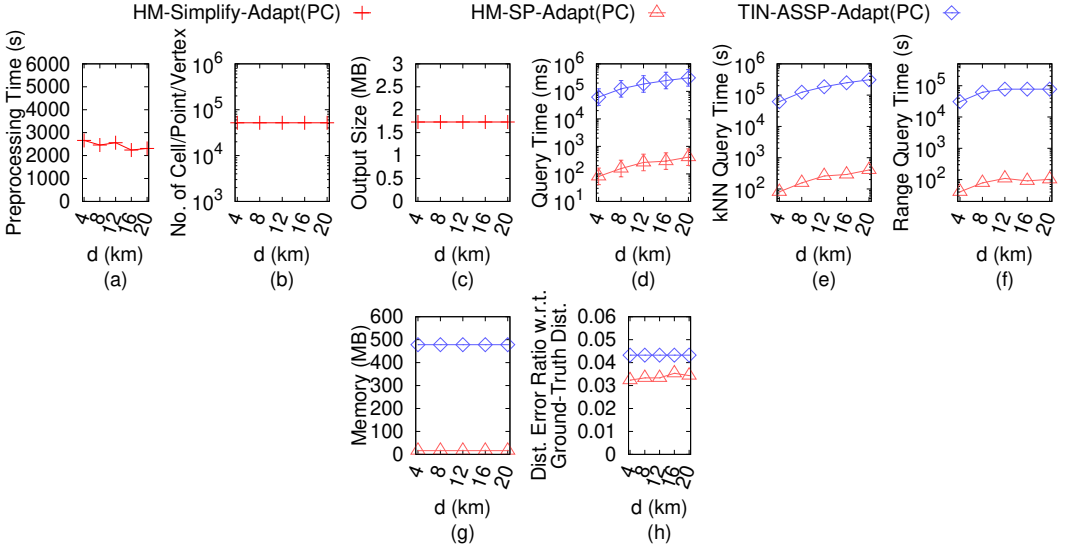 HM-Simplify-Adapt(PC) HM-SP-Adapt(PC) TIN-ASSP-Adapt(PC)
Preprocessing Time (s)
6000
5000
4000
3000
2000
1000
0
4 8 12 16 20
d (km)
(a)
No. of Cell/Point/Vertex
10^6
10^5
10^4
10^3
4 8 12 16 20
d (km)
(b)
Output Size (MB)
3
2.5
2
1.5
1
0.5
0
4 8 12 16 20
d (km)
(c)
Query Time (ms)
10^6
10^5
10^4
10^3
10^2
10^1
4 8 12 16 20
d (km)
(d)
kNN Query Time (s)
10^6
10^5
10^4
10^3
10^2
4 8 12 16 20
d (km)
(e)
Range Query Time (s)
10^5
10^4
10^3
10^2
4 8 12 16 20
d (km)
(f)
Memory (MB)
600
500
400
300
200
100
0
4 8 12 16 20
d (km)
(g)
Dist. Error Ratio w.r.t.
Ground-Truth Dist.
0.06
0.05
0.04
0.03
0.02
0.01
0
4 8 12 16 20
d (km)
(h)